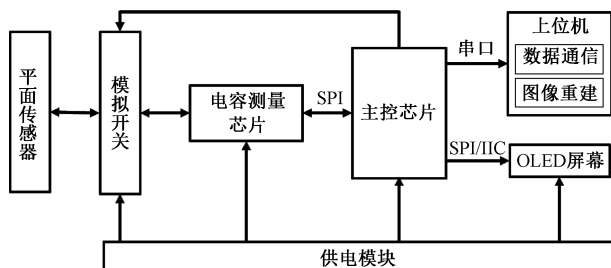 平面传感器
模拟开关
电容测量
芯片
SPI
主控芯片
串口
上位机
数据通信
图像重建
SPI/IIC
OLED屏幕
供电模块